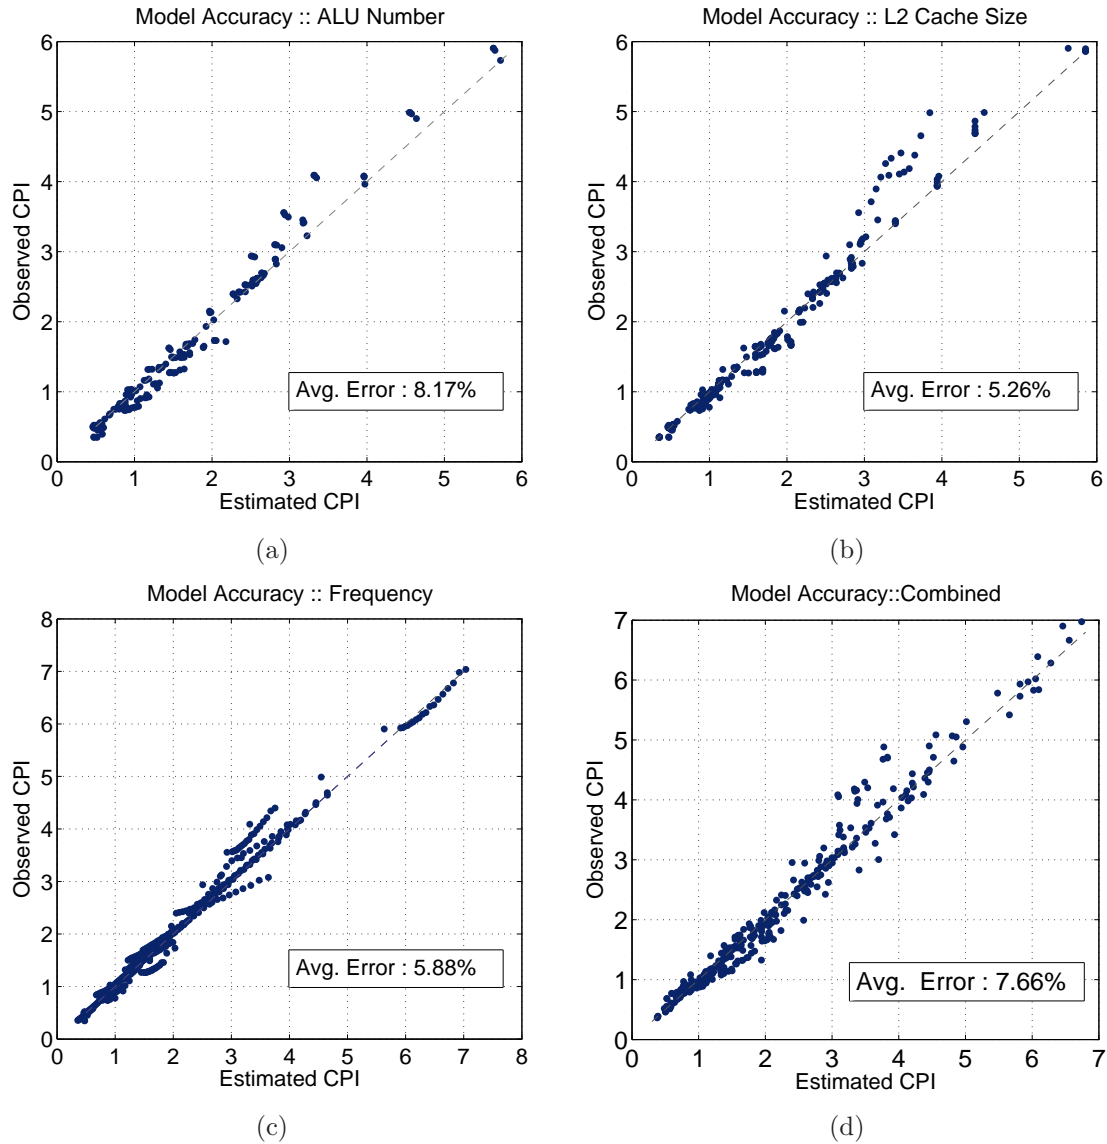 Model Accuracy :: ALU Number
6
5
4
3
2
1
0
Observed CPI
Avg. Error : 8.17%
0 1 2 3 4 5 6
Estimated CPI
(a)
Model Accuracy :: L2 Cache Size
6
5
4
3
2
1
0
Observed CPI
Avg. Error : 5.26%
0 1 2 3 4 5 6
Estimated CPI
(b)
Model Accuracy :: Frequency
8
7
6
5
4
3
2
1
0
Observed CPI
Avg. Error : 5.88%
0 1 2 3 4 5 6 7 8
Estimated CPI
(c)
Model Accuracy::Combined
7
6
5
4
3
2
1
0
Observed CPI
Avg. Error : 7.66%
0 1 2 3 4 5 6 7
Estimated CPI
(d)